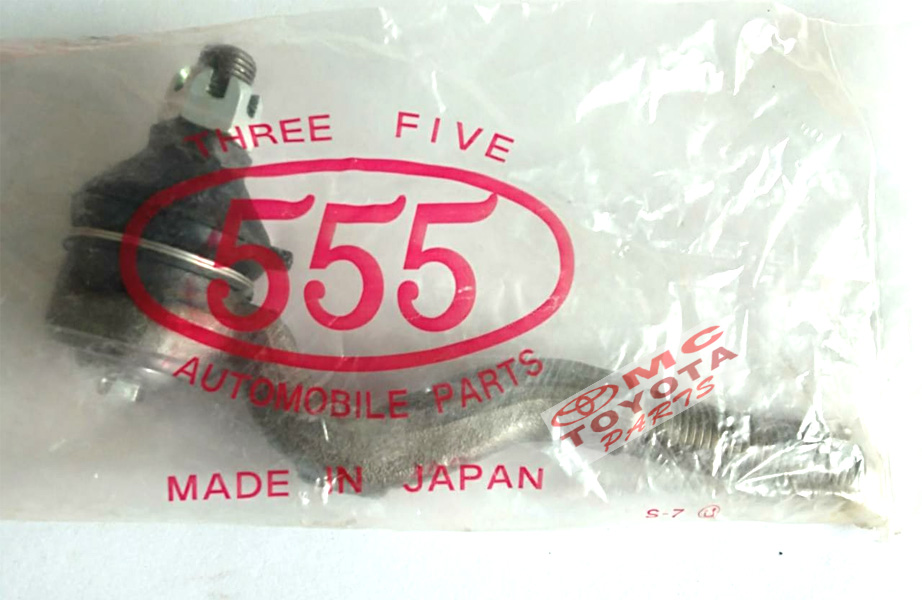 THREE FIVE
555
AUTOMOBILE PARTS
MADE IN JAPAN
MC
TOYOTA
PARTS
S-7